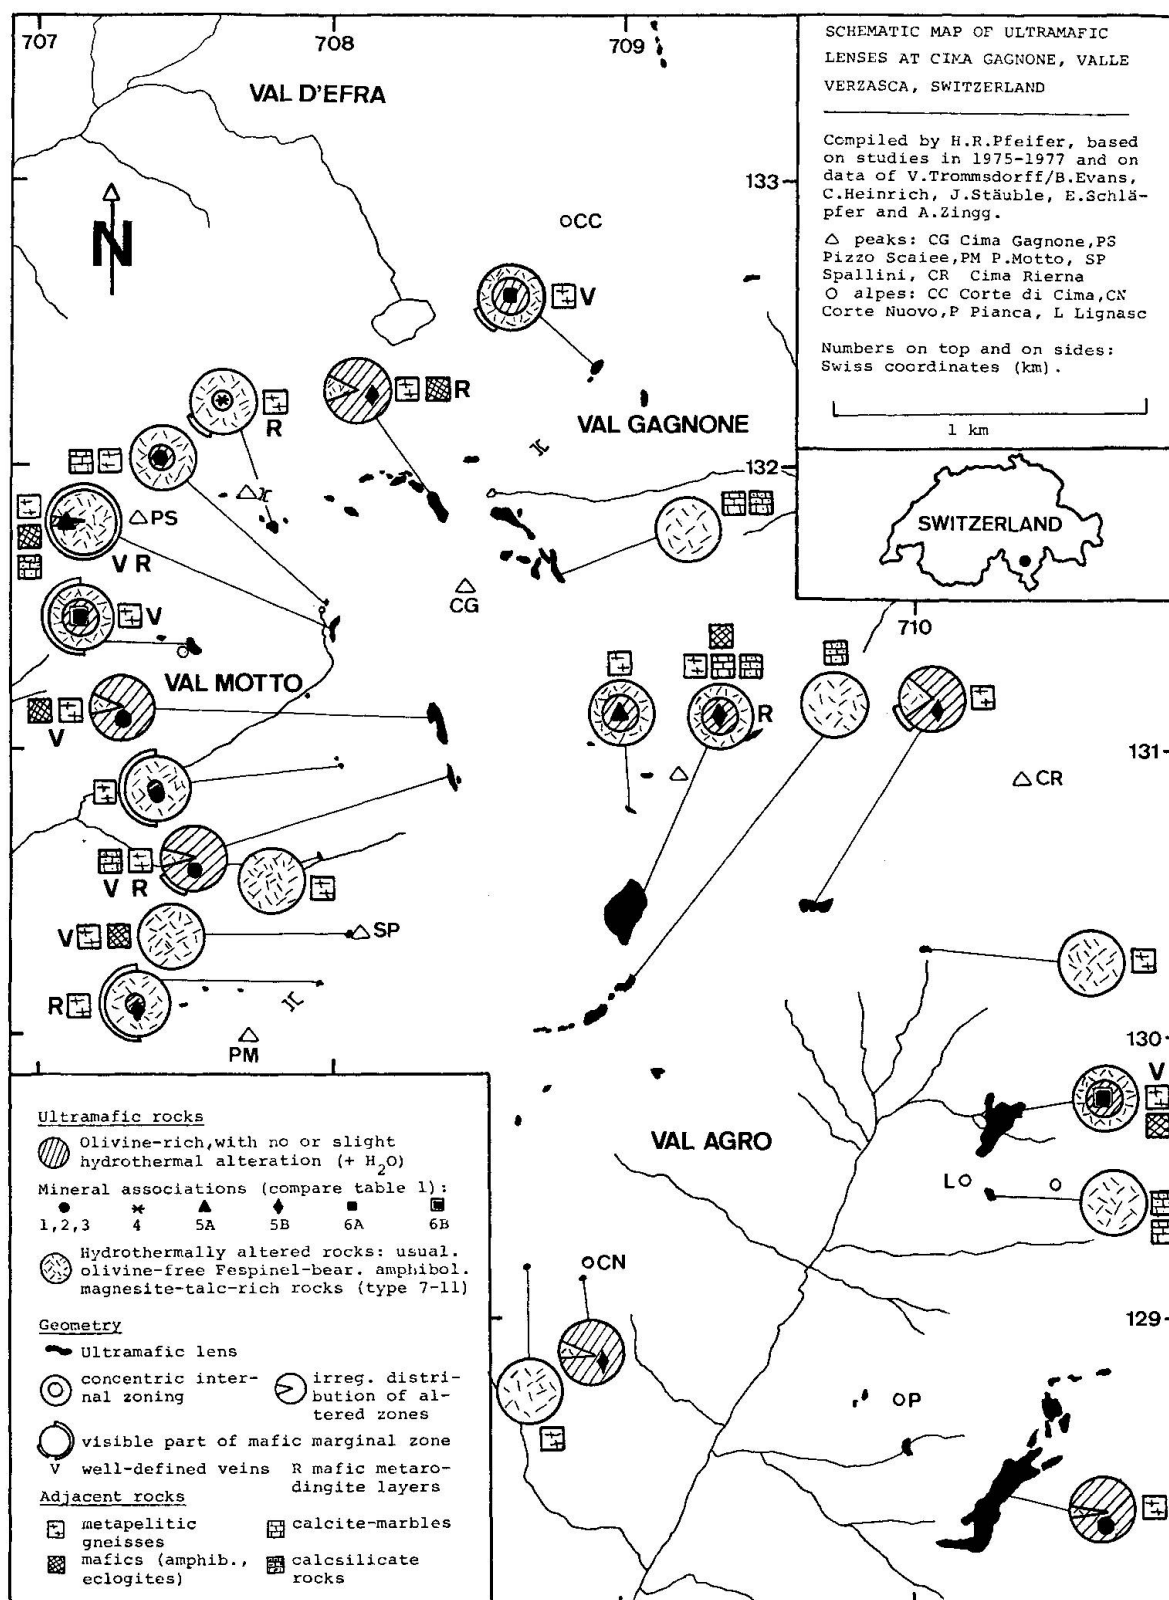 707
708
709
VAL D'EFRA
SCHEMATIC MAP OF ULTRAMAFIC
LENSES AT CIMA GAGNONE, VALLE
VERZASCA, SWITZERLAND
Compiled by H.R.Pfeifer, based
on studies in 1975-1977 and on
data of V.Trommsdorff/B.Evans,
C.Heinrich, J.Stäuble, E.Schlä-
pfer and A.Zingg.
△ peaks: CG Cima Gagnone,PS
Pizzo Scaiee,PM P.Motto, SP
Spallini, CR Cima Rierna
O alpes: CC Corte di Cima,CN
Corte Nuovo,P Pianca, L Lignasc
Numbers on top and on sides:
Swiss coordinates (km).
1 km
133
N
CC
V
R
R
VAL GAGNONE
132
SWITZERLAND
PS
V R
CG
710
V
VAL MOTTO
R
V
131
CR
V R
V
SP
R
PM
130
V
VAL AGRO
L
CN
129
P
Ultramafic rocks
Olivine-rich,with no or slight
hydrothermal alteration (+ H2O)
Mineral associations (compare table 1):
1,2,3 4 5A 5B 6A 6B
Hydrothermally altered rocks: usual.
olivine-free Fespinel-bear. amphibol.
magnesite-talc-rich rocks (type 7-11)
Geometry
Ultramafic lens
concentric inter-
nal zoning
irreg. distri-
bution of al-
tered zones
visible part of mafic marginal zone
V well-defined veins
R mafic metaro-
dingite layers
Adjacent rocks
metapelitic
gneisses
calcite-marbles
mafics (amphib.,
eclogites)
calcsilicate
rocks